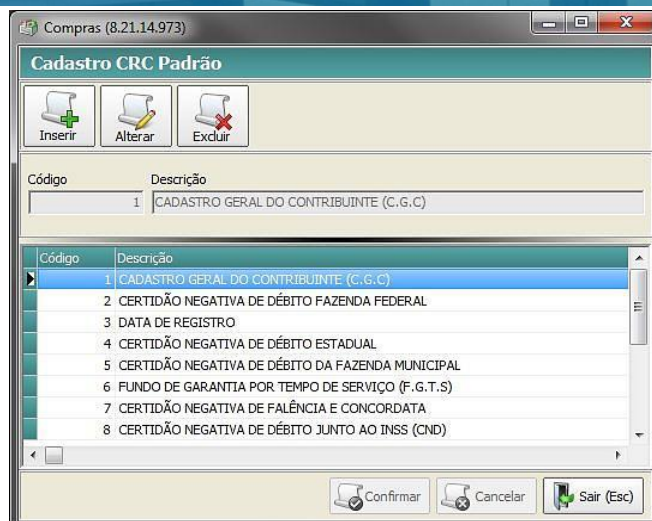 Compras (8.21.14.973)
Cadastro CRC Padrão
Inserir Alterar Excluir
Código Descrição
1 CADASTRO GERAL DO CONTRIBUINTE (C.G.C)
Código Descrição
1 CADASTRO GERAL DO CONTRIBUINTE (C.G.C)
2 CERTIDÃO NEGATIVA DE DÉBITO FAZENDA FEDERAL
3 DATA DE REGISTRO
4 CERTIDÃO NEGATIVA DE DÉBITO ESTADUAL
5 CERTIDÃO NEGATIVA DE DÉBITO DA FAZENDA MUNICIPAL
6 FUNDO DE GARANTIA POR TEMPO DE SERVIÇO (F.G.T.S)
7 CERTIDÃO NEGATIVA DE FALÊNCIA E CONCORDATA
8 CERTIDÃO NEGATIVA DE DÉBITO JUNTO AO INSS (CND)
Confirmar Cancelar Sair (Esc)